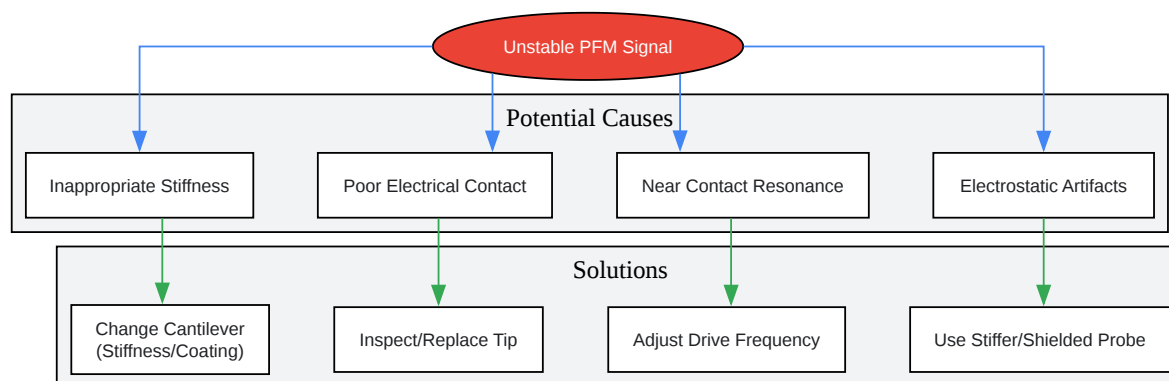 Unstable PFM Signal
Potential Causes
Inappropriate Stiffness
Poor Electrical Contact
Near Contact Resonance
Electrostatic Artifacts
Solutions
Change Cantilever
(Stiffness/Coating)
Inspect/Replace Tip
Adjust Drive Frequency
Use Stiffer/Shielded Probe